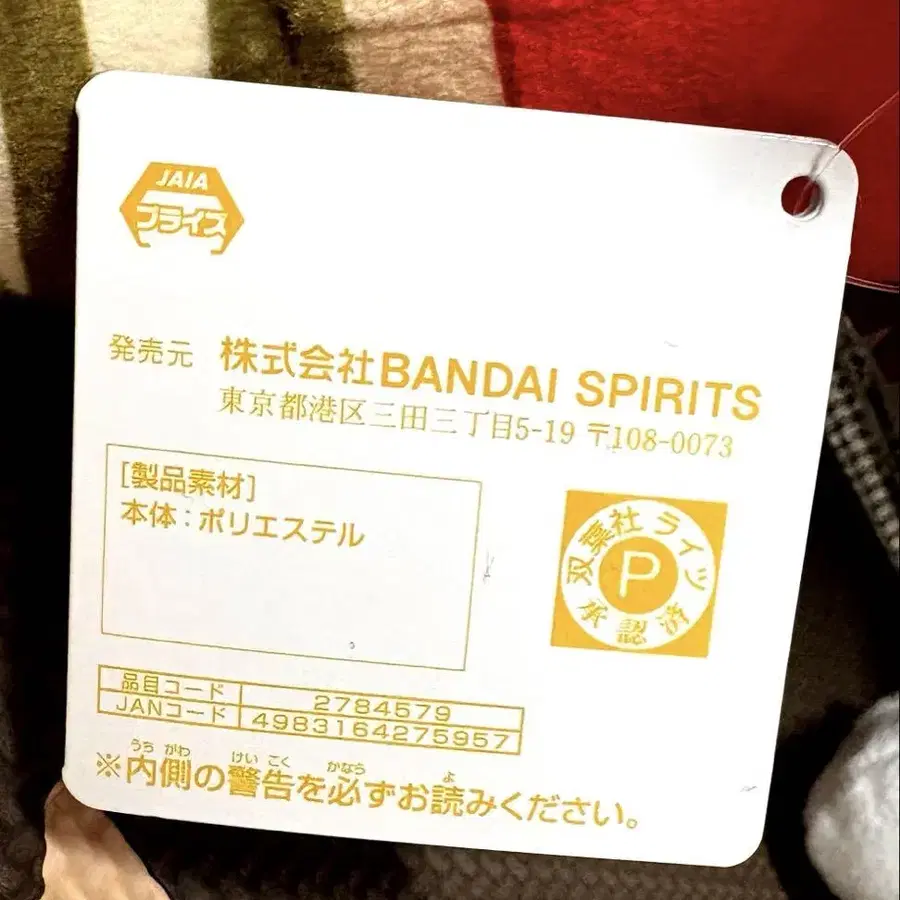 JAIA
プライズ
発売元 株式会社BANDAI SPIRITS
東京都港区三田三丁目5-19 〒108-0073
[製品素材]
本体：ポリエステル
双葉社 ライツ
P
承認済
品目コード 2784579
JANコード 4983164275957
うち がわ けい こく かなら よ
※内側の警告を必ずお読みください。